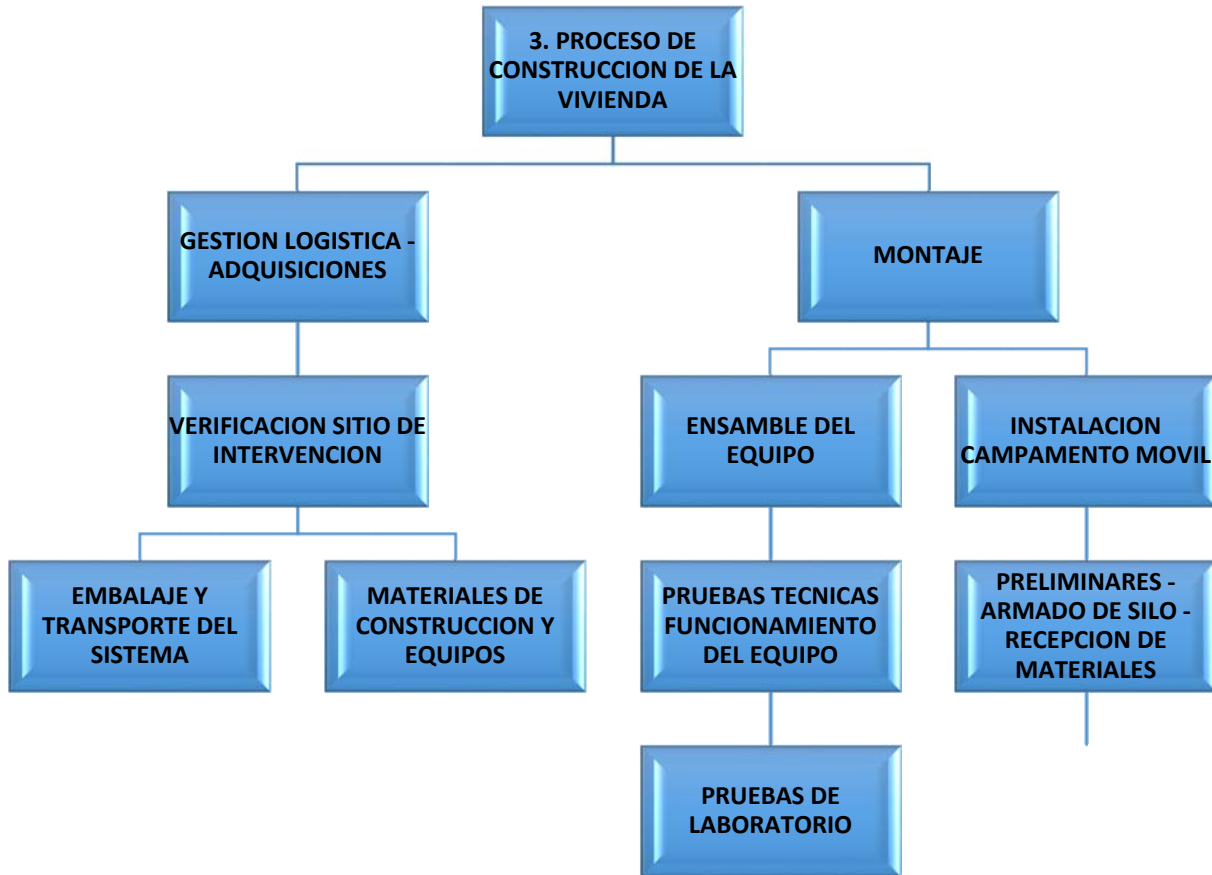 3. PROCESO DE
CONSTRUCCION DE LA
VIVIENDA
GESTION LOGISTICA -
ADQUISICIONES
MONTAJE
VERIFICACION SITIO DE
INTERVENCION
ENSAMBLE DEL
EQUIPO
INSTALACION
CAMPAMENTO MOVIL
EMBALAJE Y
TRANSPORTE DEL
SISTEMA
MATERIALES DE
CONSTRUCCION Y
EQUIPOS
PRUEBAS TECNICAS
FUNCIONAMIENTO
DEL EQUIPO
PRELIMINARES -
ARMADO DE SILO -
RECEPCION DE
MATERIALES
PRUEBAS DE
LABORATORIO